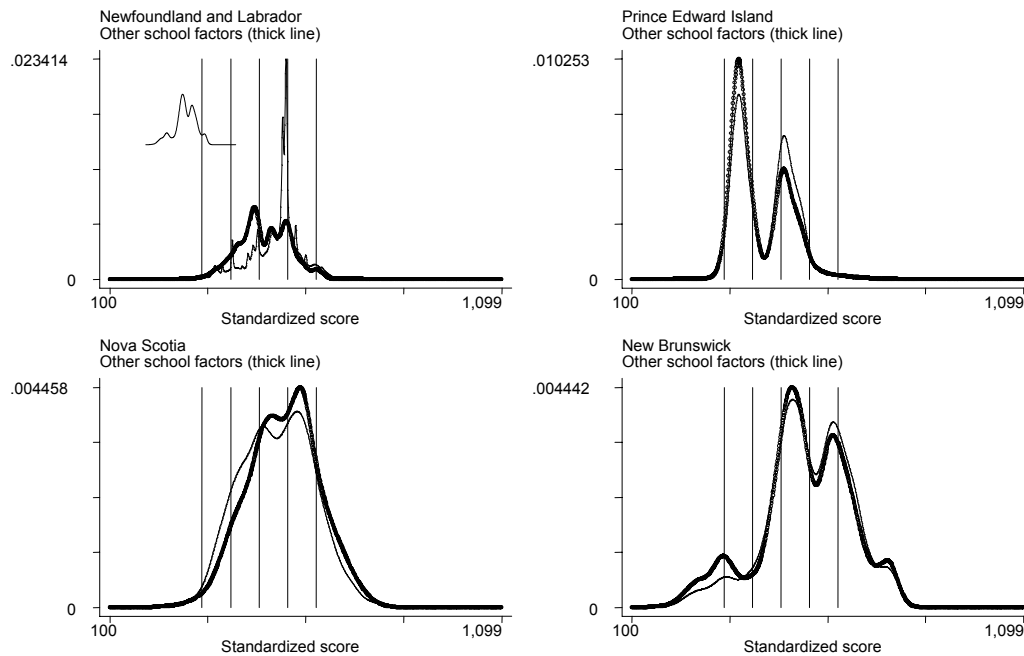 Newfoundland and Labrador
Other school factors (thick line)
.023414
0
100
1,099
Standardized score
Prince Edward Island
Other school factors (thick line)
.010253
0
100
1,099
Standardized score
Nova Scotia
Other school factors (thick line)
.004458
0
100
1,099
Standardized score
New Brunswick
Other school factors (thick line)
.004442
0
100
1,099
Standardized score